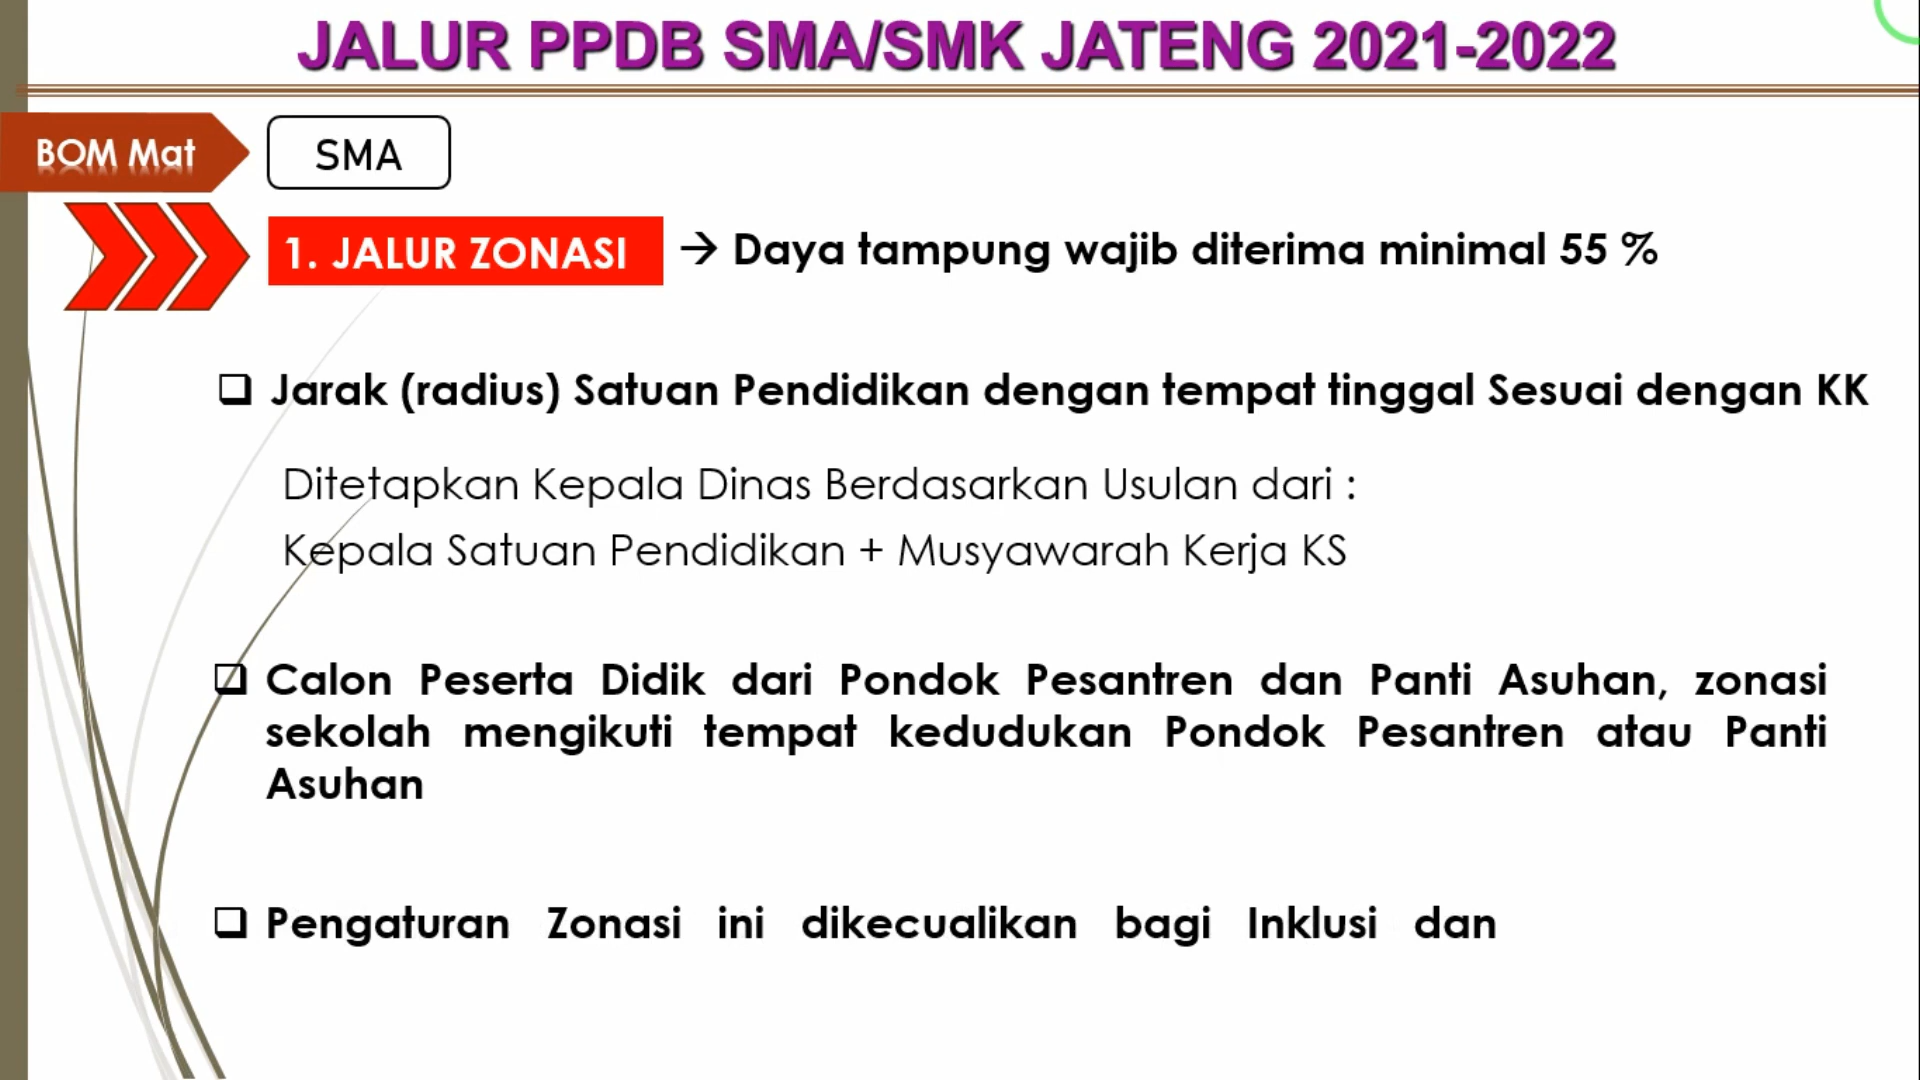 JALUR PPDB SMA/SMK JATENG 2021-2022
BOM Mat
SMA
1. JALUR ZONASI → Daya tampung wajib diterima minimal 55 %
❑ Jarak (radius) Satuan Pendidikan dengan tempat tinggal Sesuai dengan KK
Ditetapkan Kepala Dinas Berdasarkan Usulan dari :
Kepala Satuan Pendidikan + Musyawarah Kerja KS
❑ Calon Peserta Didik dari Pondok Pesantren dan Panti Asuhan, zonasi
sekolah mengikuti tempat kedudukan Pondok Pesantren atau Panti
Asuhan
❑ Pengaturan Zonasi ini dikecualikan bagi Inklusi dan